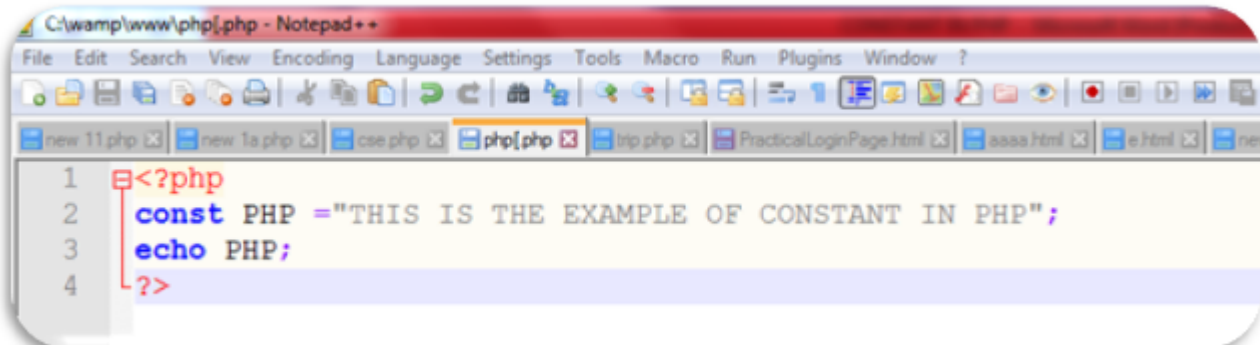 C:\wamp\www\php[.php - Notepad++
File Edit Search View Encoding Language Settings Tools Macro Run Plugins Window ?
new 11.php new 1a.php cse.php php[.php trip.php PracticalLoginPage.html aaaa.html e.html ne
1 <?php
2 const PHP ="THIS IS THE EXAMPLE OF CONSTANT IN PHP";
3 echo PHP;
4 ?>